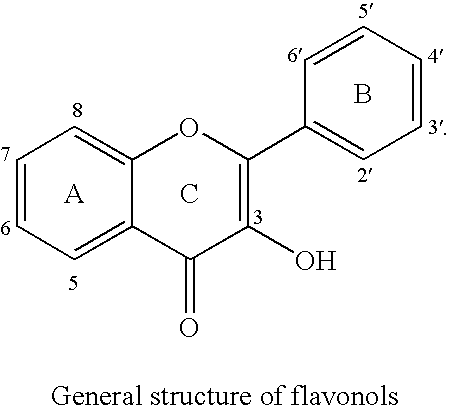 5′
6′
4′
B
8
O
3′.
7
2′
A
C
6
3
OH
5
O
General structure of flavonols